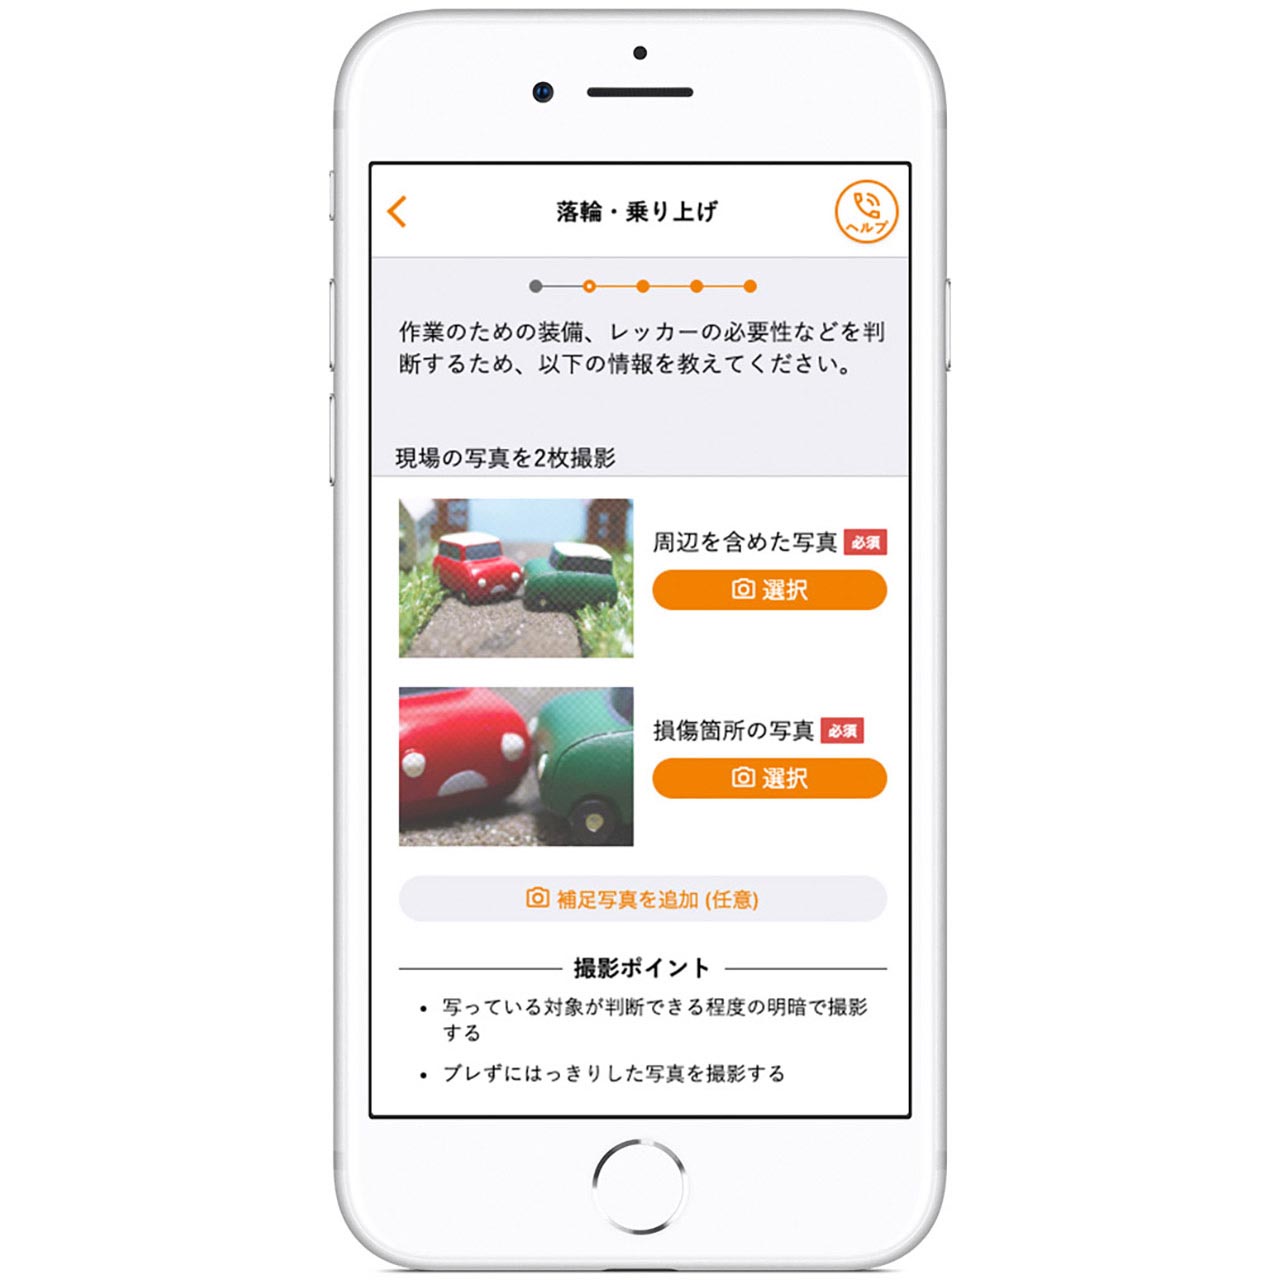 落輪・乗り上げ
ヘルプ
作業のための装備、レッカーの必要性などを判
断するため、以下の情報を教えてください。
現場の写真を2枚撮影
周辺を含めた写真 必須
選択
損傷箇所の写真 必須
選択
補足写真を追加 (任意)
撮影ポイント
• 写っている対象が判断できる程度の明暗で撮影
する
• ブレずにはっきりした写真を撮影する